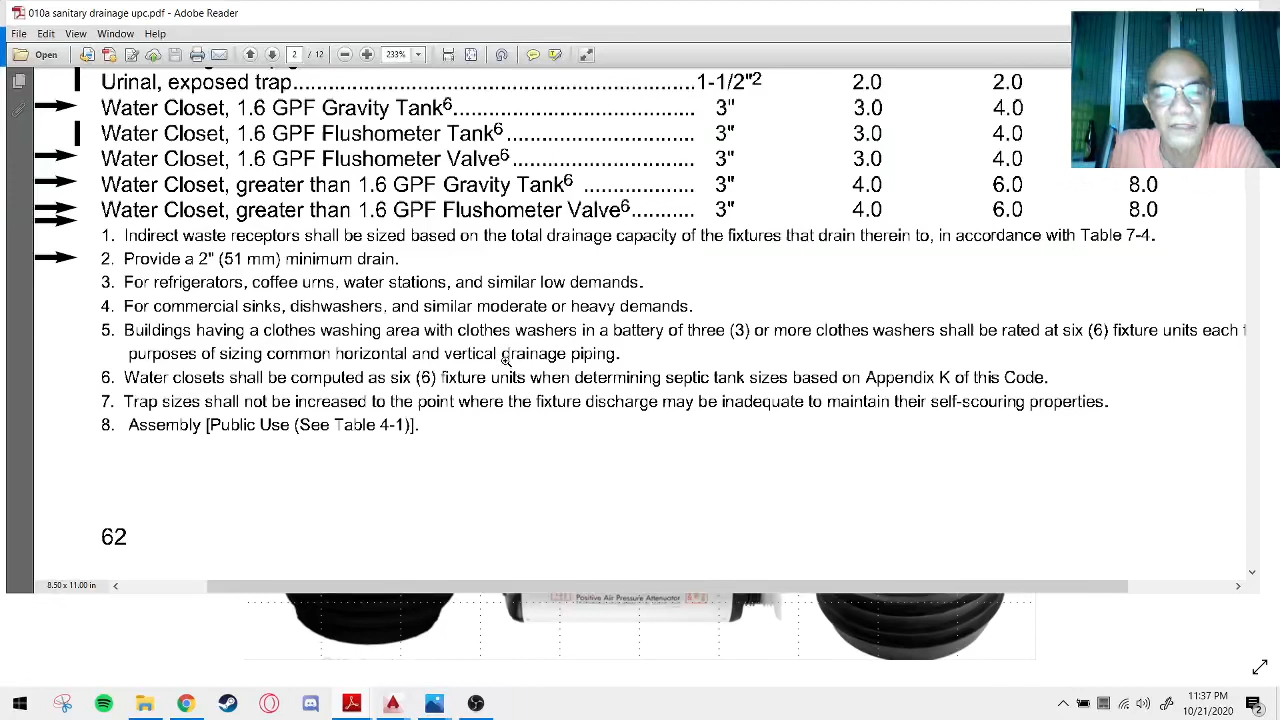 010a sanitary drainage upc.pdf - Adobe Reader
File Edit View Window Help
Open 2 / 12 233%
Urinal, exposed trap 1-1/2"2 2.0 2.0
Water Closet, 1.6 GPF Gravity Tank6 3" 3.0 4.0
Water Closet, 1.6 GPF Flushometer Tank6 3" 3.0 4.0
Water Closet, 1.6 GPF Flushometer Valve6 3" 3.0 4.0
Water Closet, greater than 1.6 GPF Gravity Tank6 3" 4.0 6.0 8.0
Water Closet, greater than 1.6 GPF Flushometer Valve6 3" 4.0 6.0 8.0
1. Indirect waste receptors shall be sized based on the total drainage capacity of the fixtures that drain therein to, in accordance with Table 7-4.
2. Provide a 2" (51 mm) minimum drain.
3. For refrigerators, coffee urns, water stations, and similar low demands.
4. For commercial sinks, dishwashers, and similar moderate or heavy demands.
5. Buildings having a clothes washing area with clothes washers in a battery of three (3) or more clothes washers shall be rated at six (6) fixture units each
purposes of sizing common horizontal and vertical drainage piping.
6. Water closets shall be computed as six (6) fixture units when determining septic tank sizes based on Appendix K of this Code.
7. Trap sizes shall not be increased to the point where the fixture discharge may be inadequate to maintain their self-scouring properties.
8. Assembly [Public Use (See Table 4-1)].
62
8.50 x 11.00 in
Positive Air Pressure Attenuator
11:37 PM
10/21/2020
2